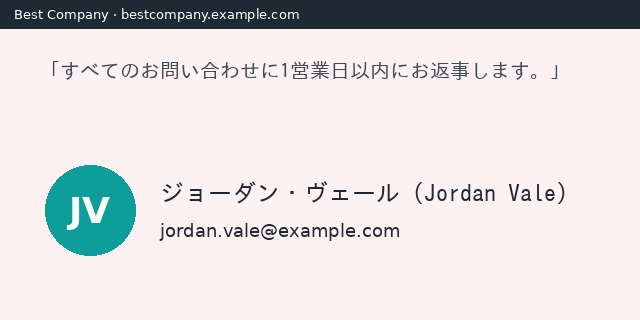 Best Company · bestcompany.example.com
「すべてのお問い合わせに1営業日以内にお返事します。」
JV
ジョーダン・ヴェール (Jordan Vale)
jordan.vale@example.com